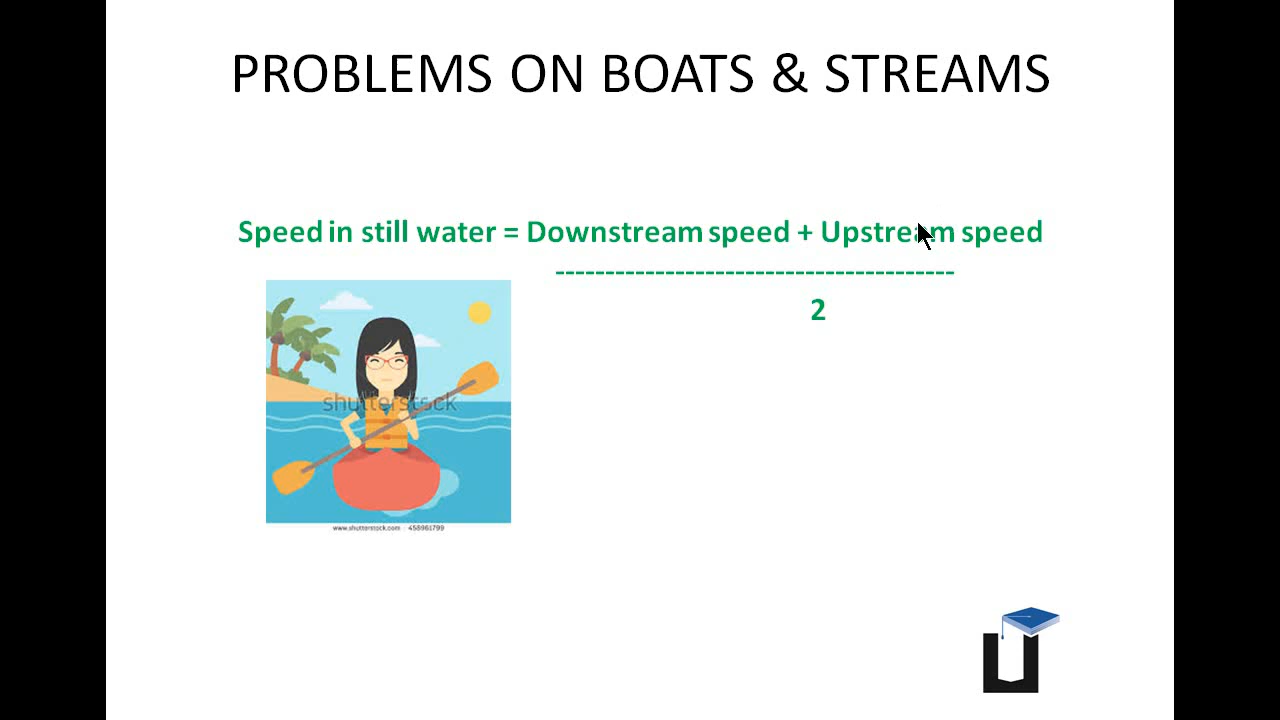 PROBLEMS ON BOATS & STREAMS
Speed in still water = Downstream speed + Upstream speed
----------------------------------------
2
shutterstock
www.shutterstock.com · 458961799